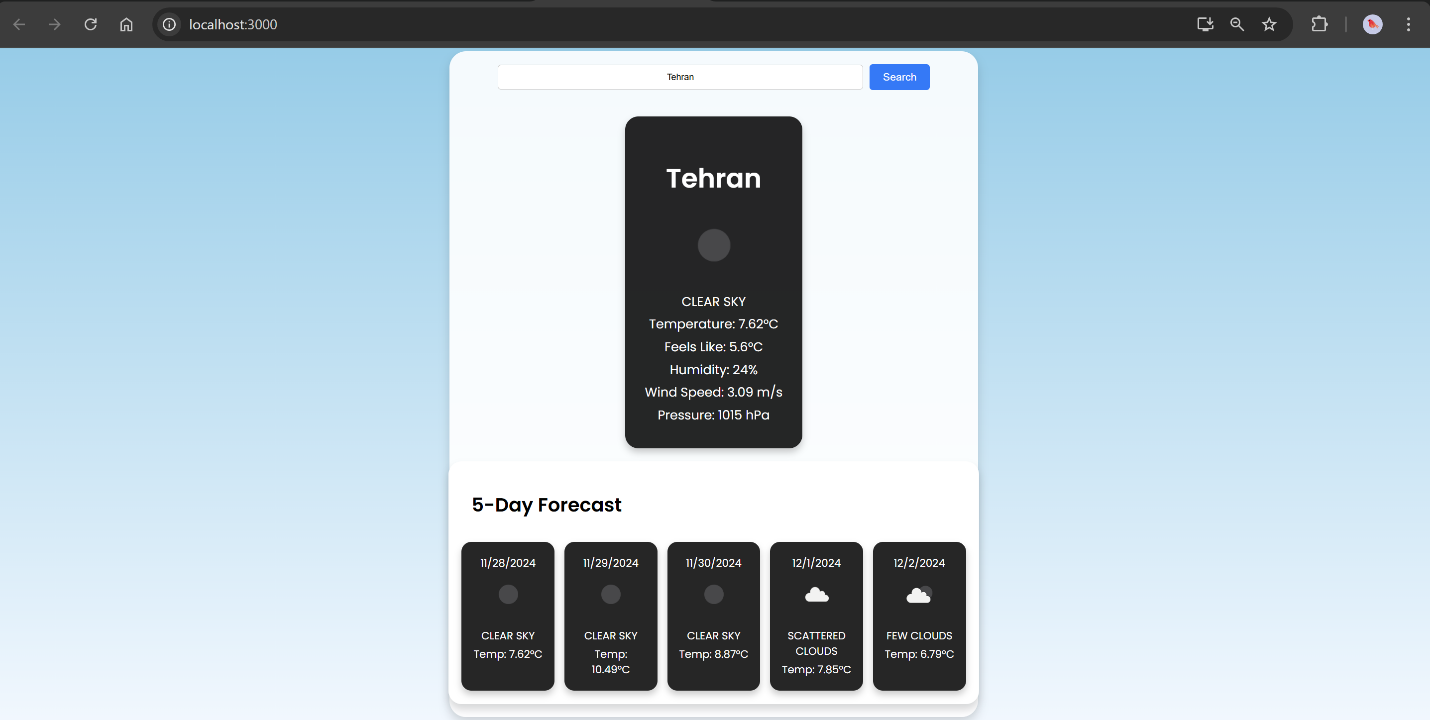 localhost:3000
Tehran
Search
Tehran
CLEAR SKY
Temperature: 7.62°C
Feels Like: 5.6°C
Humidity: 24%
Wind Speed: 3.09 m/s
Pressure: 1015 hPa
5-Day Forecast
11/28/2024
CLEAR SKY
Temp: 7.62°C
11/29/2024
CLEAR SKY
Temp:
10.49°C
11/30/2024
CLEAR SKY
Temp: 8.87°C
12/1/2024
SCATTERED
CLOUDS
Temp: 7.85°C
12/2/2024
FEW CLOUDS
Temp: 6.79°C